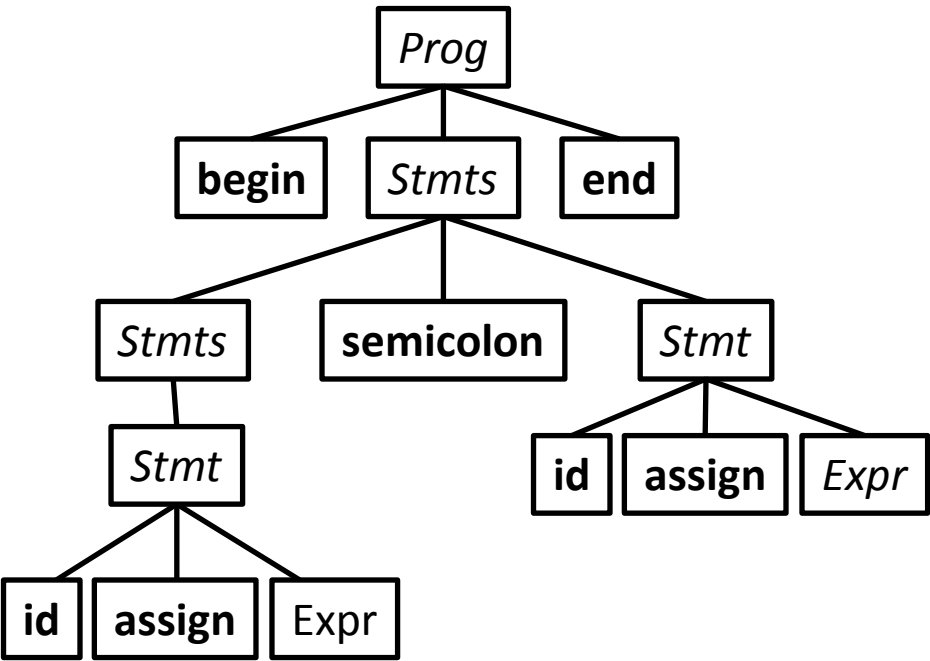 Prog
begin Stmts end
Stmts semicolon Stmt
Stmt
id assign Expr
id assign Expr